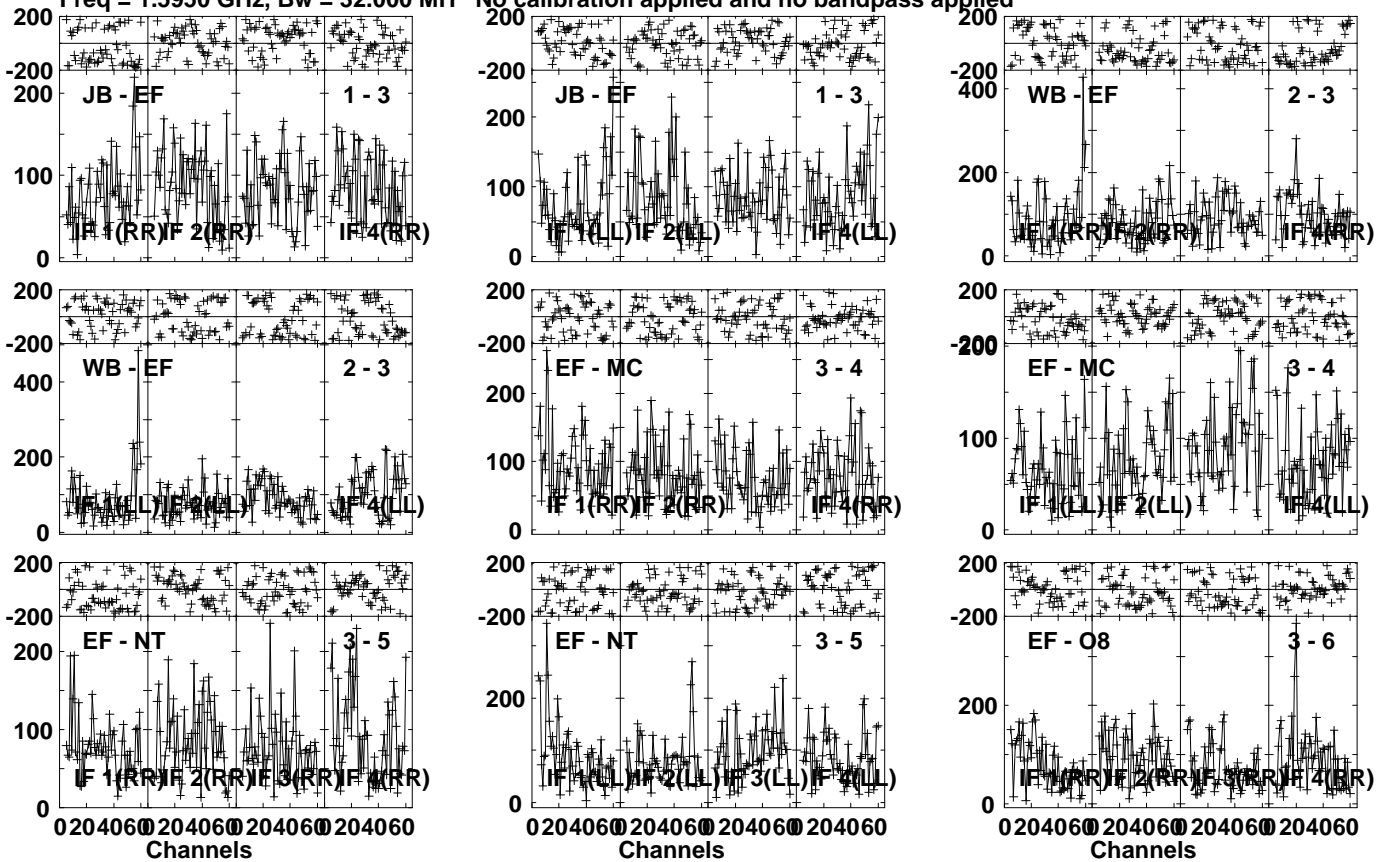 Freq = 1.5950 GHz, Bw = 32.000 MH No calibration applied and no bandpass applied
200
-200
200
100
0
JB - EF
1 - 3
IF 1(RR)
IF 2(RR)
IF 4(RR)
200
-200
200
100
0
JB - EF
1 - 3
IF 1(LL)
IF 2(LL)
IF 4(LL)
200
-200
400
200
0
WB - EF
2 - 3
IF 1(RR)
IF 2(RR)
IF 4(RR)
200
-200
400
200
0
WB - EF
2 - 3
IF 1(LL)
IF 2(LL)
IF 4(LL)
200
-200
200
100
0
EF - MC
3 - 4
IF 1(RR)
IF 2(RR)
IF 4(RR)
200
-200
200
100
0
EF - MC
3 - 4
IF 1(LL)
IF 2(LL)
IF 4(LL)
200
-200
200
100
0
EF - NT
3 - 5
IF 1(RR)
IF 2(RR)
IF 3(RR)
IF 4(RR)
0 20 40 60 0 20 40 60 0 20 40 60 0 20 40 60
Channels
200
-200
200
0
EF - NT
3 - 5
IF 1(LL)
IF 2(LL)
IF 3(LL)
IF 4(LL)
0 20 40 60 0 20 40 60 0 20 40 60 0 20 40 60
Channels
200
-200
200
0
EF - O8
3 - 6
IF 1(RR)
IF 2(RR)
IF 3(RR)
IF 4(RR)
0 20 40 60 0 20 40 60 0 20 40 60 0 20 40 60
Channels